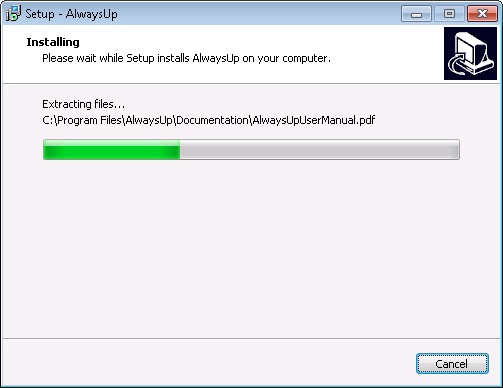 Setup - AlwaysUp
Installing
Please wait while Setup installs AlwaysUp on your computer.
Extracting files...
C:\Program Files\AlwaysUp\Documentation\AlwaysUpUserManual.pdf
Cancel